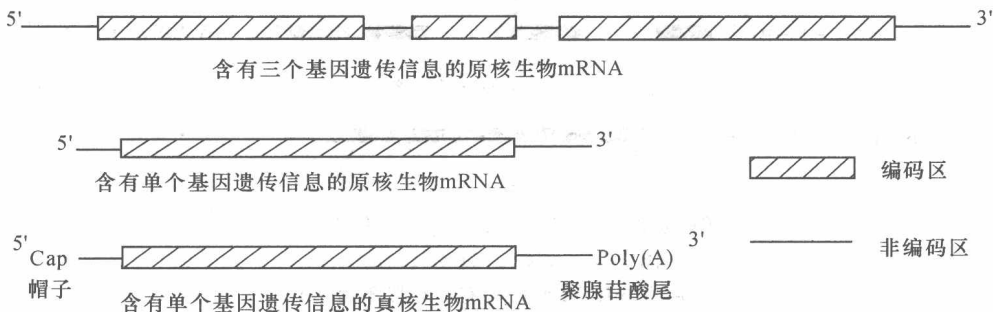 5' 3'
含有三个基因遗传信息的原核生物mRNA
5' 3'
含有单个基因遗传信息的原核生物mRNA
编码区
5' Cap Poly(A) 3'
非编码区
帽子 聚腺苷酸尾
含有单个基因遗传信息的真核生物mRNA